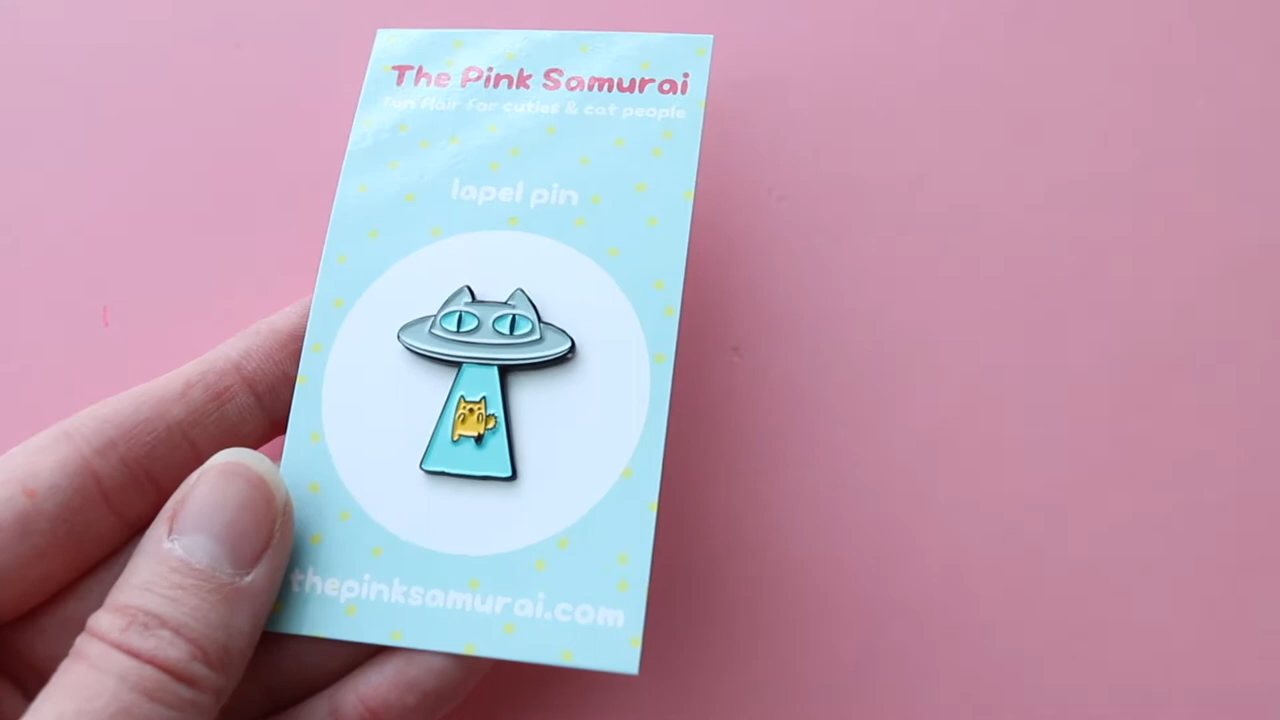 The Pink Samurai
fun flair for cuties & cat people
lapel pin
thepinksamurai.com